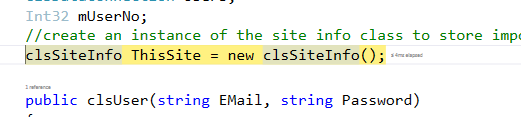 Int32 mUserNo;
//create an instance of the site info class to store impo
clsSiteInfo ThisSite = new clsSiteInfo(); ≤ 4ms elapsed
1 reference
public clsUser(string EMail, string Password)